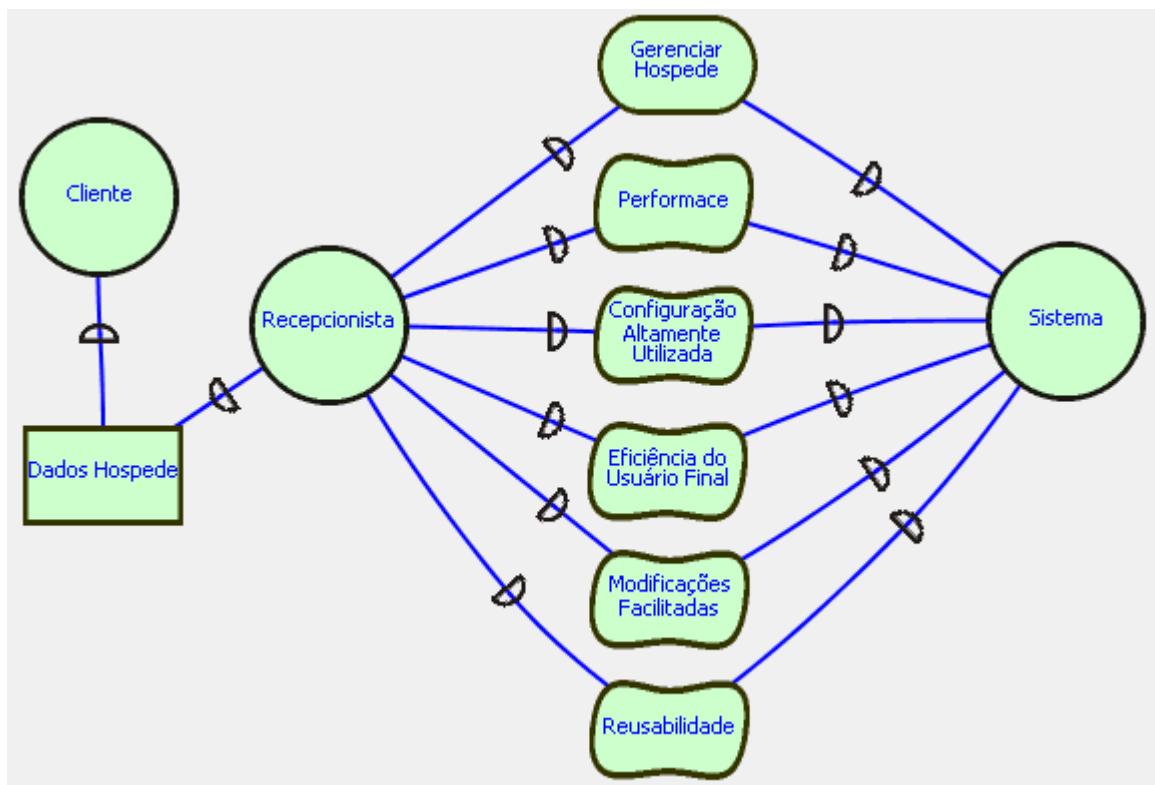 Gerenciar
Hospede
Cliente
Performace
Recepcionista
Configuração
Altamente
Utilizada
Sistema
Dados Hospede
Eficiência do
Usuário Final
Modificações
Facilitadas
Reusabilidade